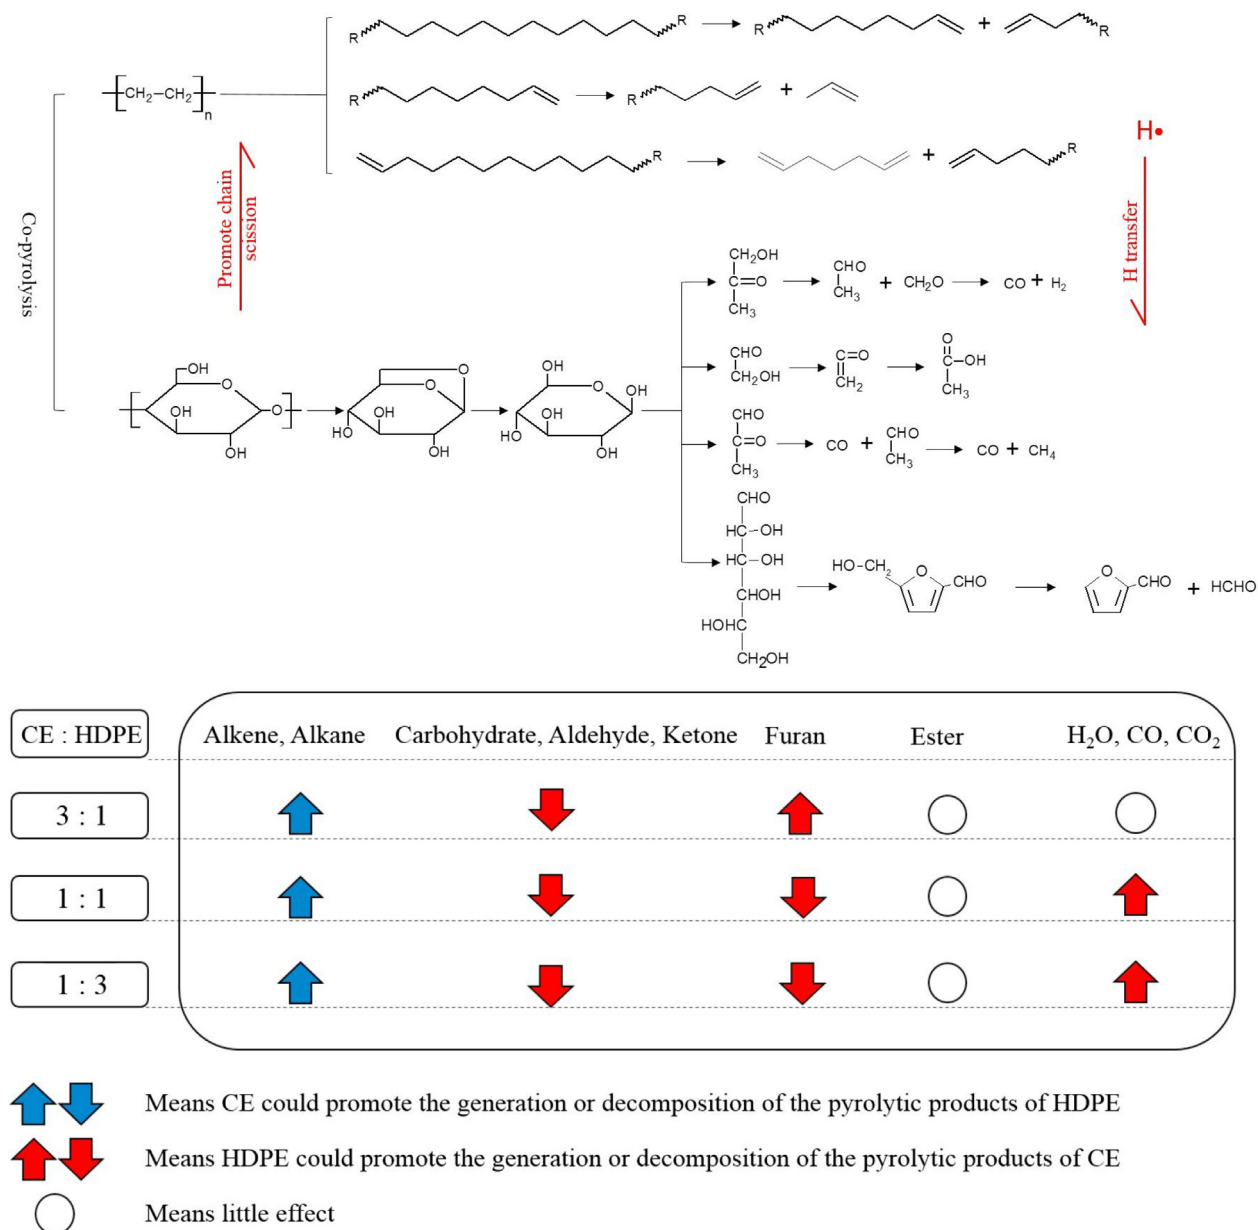 R R → R + R
-[CH₂-CH₂]-n
R → R +
R → + R
H•
Co-pyrolysis
Promote chain
scission
H transfer
CH₂OH
C=O
CH₃
CHO
CH₃
+ CH₂O → CO + H₂
CHO
CH₂OH
C=O
CH₂
O
C-OH
CH₃
OH
O
OH
OH
O
n
O
O
OH
HO
OH
HO
O
OH
OH
HO
OH
CHO
C=O
CH₃
CO +
CHO
CH₃
CO + CH₄
CHO
HC-OH
HC-OH
CHOH
HOHC
CH₂OH
HO-CH₂
O
CHO
O
CHO
+ HCHO
CE : HDPE
Alkene, Alkane Carbohydrate, Aldehyde, Ketone Furan Ester H₂O, CO, CO₂
3 : 1
1 : 1
1 : 3
Means CE could promote the generation or decomposition of the pyrolytic products of HDPE
Means HDPE could promote the generation or decomposition of the pyrolytic products of CE
Means little effect